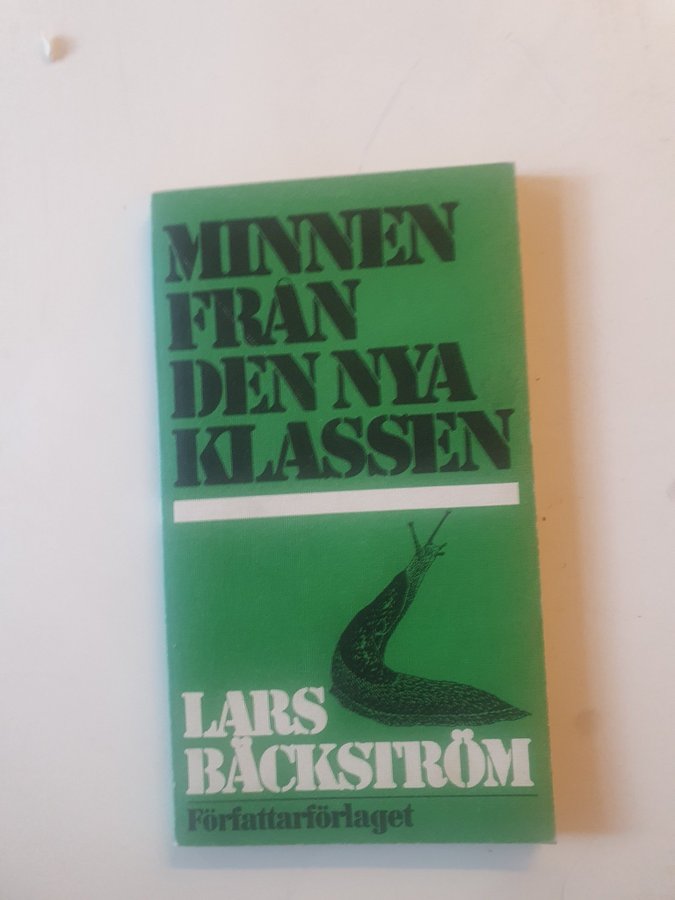 MINNEN
FRÅN
DEN NYA
KLASSEN
LARS
BÄCKSTRÖM
Författarförlaget